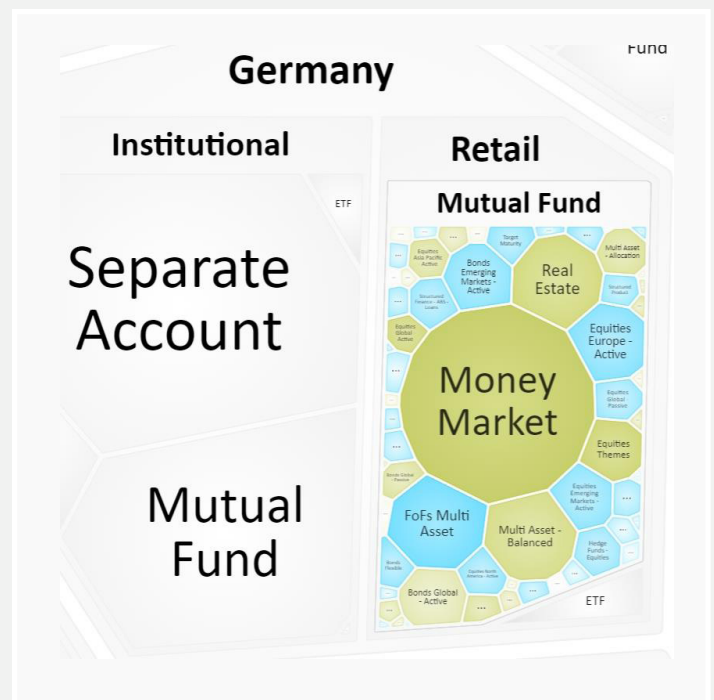 Fund
Germany
Institutional
Retail
ETF
Mutual Fund
Separate
Account
Mutual
Fund
Target
Maturity
Equities
Asia Pacific
Active
Bonds
Emerging
Markets -
Active
Real
Estate
Multi Asset
- Allocation
Structured
Product
Structured
Finance - ABS -
Loans
Equities
Global
Active
Equities
Europe -
Active
Money
Market
Equities
Global
Passive
Equities
Themes
Bonds Global
- Passive
FoFs Multi
Asset
Multi Asset -
Balanced
Equities
Emerging
Markets -
Active
Hedge
Funds -
Equities
Bonds
Flexible
Equities North
America - Active
Bonds Global
- Active
ETF